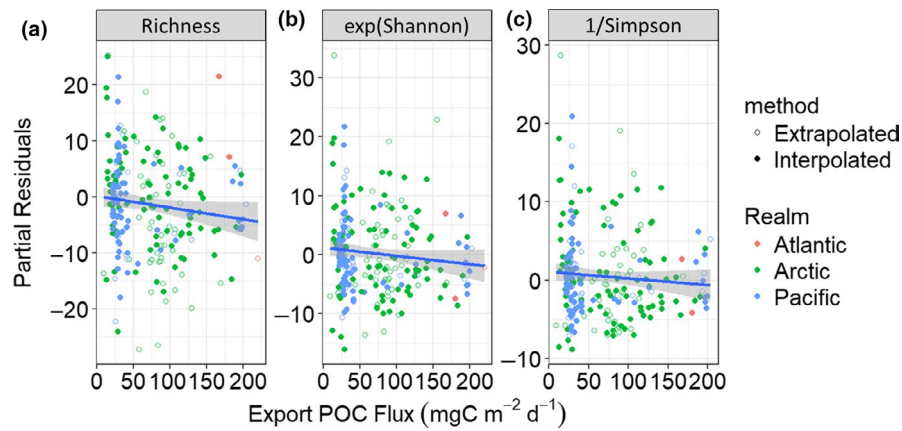 (a) Richness (b) exp(Shannon) (c) 1/Simpson
Partial Residuals
20
10
0
−10
−20
30
20
10
0
−10
30
20
10
0
−10
0 50 100 150 200 0 50 100 150 200 0 50 100 150 200
Export POC Flux (mgC m⁻² d⁻¹)
method
Extrapolated
Interpolated
Realm
Atlantic
Arctic
Pacific